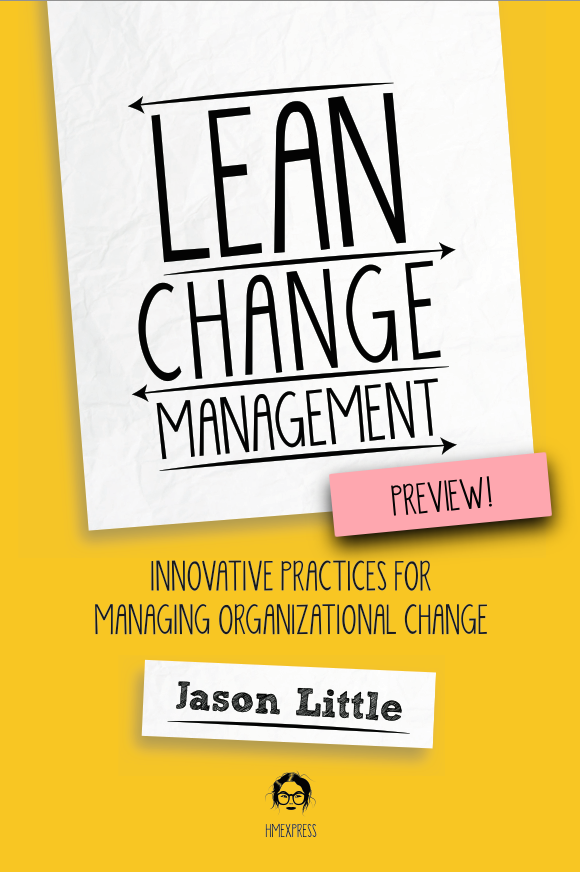 LEAN
CHANGE
MANAGEMENT
PREVIEW!
INNOVATIVE PRACTICES FOR
MANAGING ORGANIZATIONAL CHANGE
Jason Little
HMEXPRESS